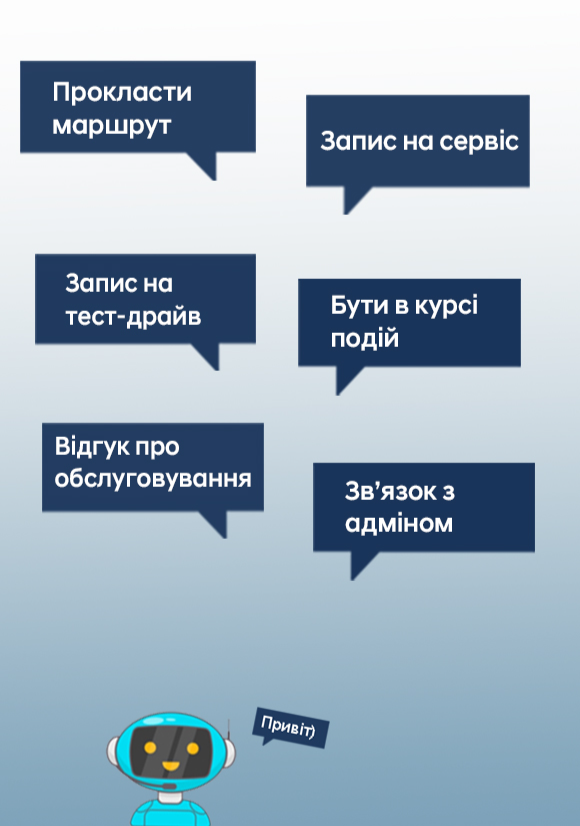 Прокласти
маршрут
Запис на сервіс
Запис на
тест-драйв
Бути в курсі
подій
Відгук про
обслуговування
Зв’язок з
адміном
Привіт)